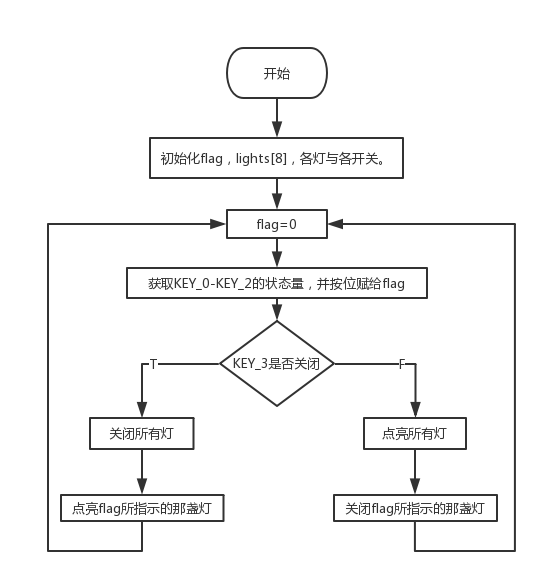 开始
初始化flag，lights[8]，各灯与各开关。
flag=0
获取KEY_0-KEY_2的状态量，并按位赋给flag
KEY_3是否关闭
T
F
关闭所有灯
点亮所有灯
点亮flag所指示的那盏灯
关闭flag所指示的那盏灯